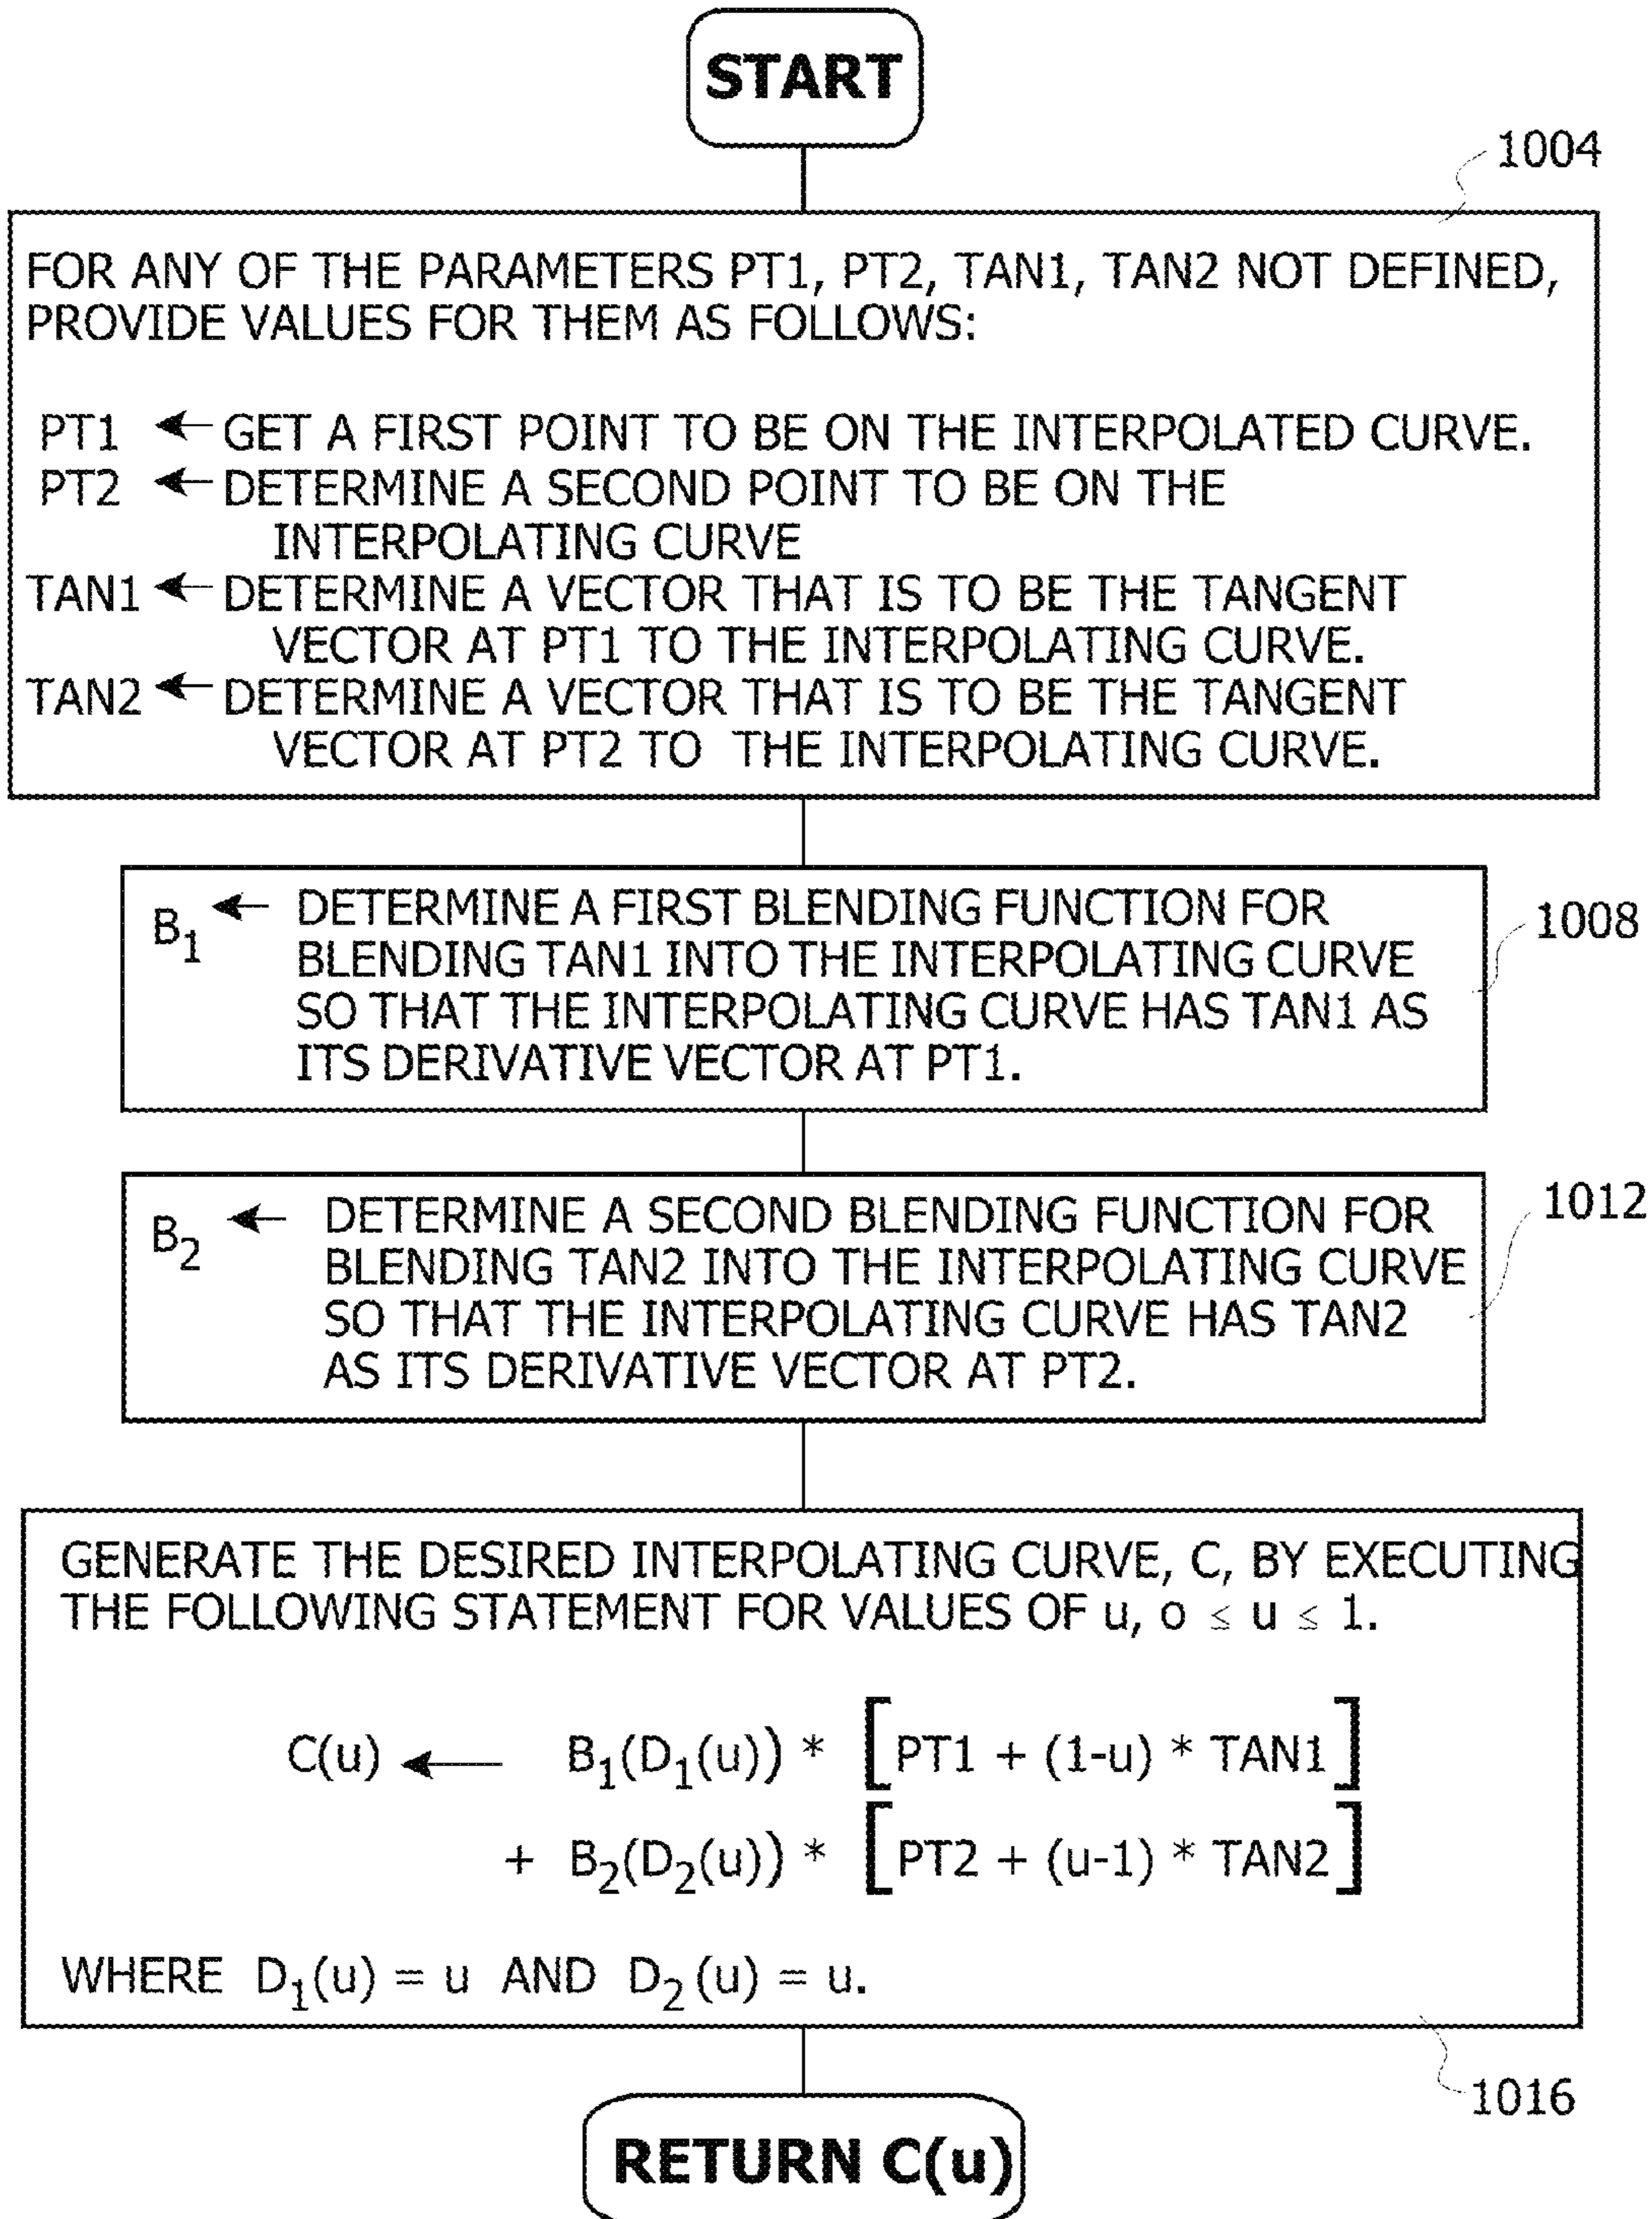 START
1004
FOR ANY OF THE PARAMETERS PT1, PT2, TAN1, TAN2 NOT DEFINED,
PROVIDE VALUES FOR THEM AS FOLLOWS:
PT1 ← GET A FIRST POINT TO BE ON THE INTERPOLATED CURVE.
PT2 ← DETERMINE A SECOND POINT TO BE ON THE
INTERPOLATING CURVE
TAN1 ← DETERMINE A VECTOR THAT IS TO BE THE TANGENT
VECTOR AT PT1 TO THE INTERPOLATING CURVE.
TAN2 ← DETERMINE A VECTOR THAT IS TO BE THE TANGENT
VECTOR AT PT2 TO THE INTERPOLATING CURVE.
B₁ ← DETERMINE A FIRST BLENDING FUNCTION FOR
BLENDING TAN1 INTO THE INTERPOLATING CURVE
SO THAT THE INTERPOLATING CURVE HAS TAN1 AS
ITS DERIVATIVE VECTOR AT PT1.
1008
B₂ ← DETERMINE A SECOND BLENDING FUNCTION FOR
BLENDING TAN2 INTO THE INTERPOLATING CURVE
SO THAT THE INTERPOLATING CURVE HAS TAN2
AS ITS DERIVATIVE VECTOR AT PT2.
1012
GENERATE THE DESIRED INTERPOLATING CURVE, C, BY EXECUTING
THE FOLLOWING STATEMENT FOR VALUES OF u, o ≤ u ≤ 1.
C(u) ← B₁(D₁(u)) * [PT1 + (1-u) * TAN1]
+ B₂(D₂(u)) * [PT2 + (u-1) * TAN2]
WHERE D₁(u) = u AND D₂(u) = u.
1016
RETURN C(u)